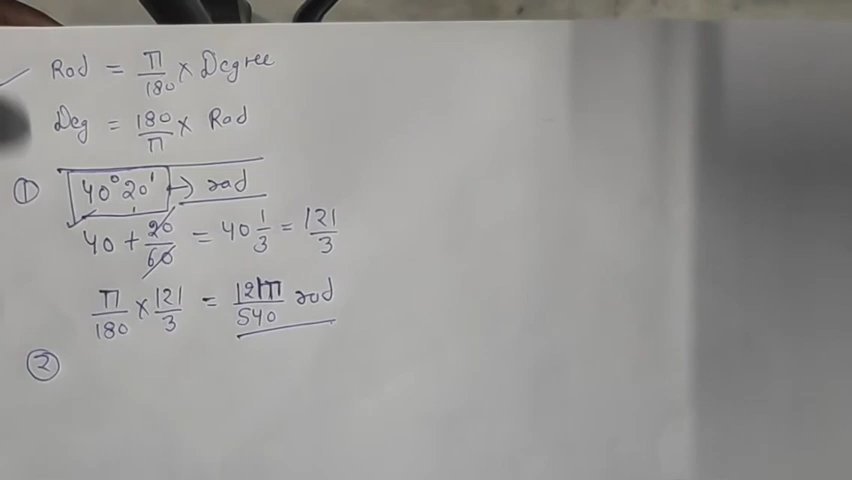 Rad = π/180 × Degree
Deg = 180/π × Rad
① 40°20' → rad
40 + 20/60 = 40 1/3 = 121/3
π/180 × 121/3 = 121π/540 rad
②